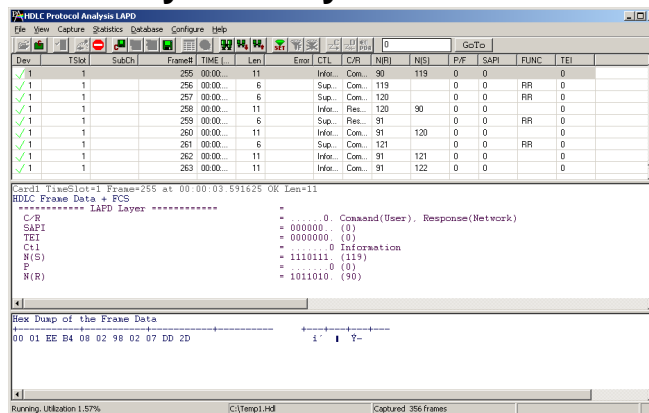 HDLC Protocol Analysis LAPD
File View Capture Statistics Database Configure Help
SET 0 GoTo
Dev TSlot SubCh Frame# TIME (... Len Error CTL C/R N(R) N(S) P/F SAPI FUNC TEI
1 1 255 00:00:... 11 Infor... Com... 90 119 0 0 0
1 1 256 00:00:... 6 Sup... Com... 119 0 0 RR 0
1 1 257 00:00:... 6 Sup... Com... 120 0 0 RR 0
1 1 258 00:00:... 11 Infor... Res... 120 90 0 0 0
1 1 259 00:00:... 6 Sup... Res... 91 0 0 RR 0
1 1 260 00:00:... 11 Infor... Com... 91 120 0 0 0
1 1 261 00:00:... 6 Sup... Com... 121 0 0 RR 0
1 1 262 00:00:... 11 Infor... Com... 91 121 0 0 0
1 1 263 00:00:... 11 Infor... Com... 91 122 0 0 0
Card1 TimeSlot=1 Frame=255 at 00:00:03.591625 OK Len=11
HDLC Frame Data + FCS
============ LAPD Layer ============ =
C/R = ......0. Command(User), Response(Network)
SAPI = 000000.. (0)
TEI = 0000000. (0)
Ctl = .......0 Information
N(S) = 1110111. (119)
P = .......0 (0)
N(R) = 1011010. (90)
Hex Dump of the Frame Data
+----------+----------+----------+---------- +---+---+---+---
00 01 EE B4 08 02 98 02 07 DD 2D î´ ▌ Ý-
Running. Utilization 1.57% C:\Temp1.Hdl Captured 356 frames